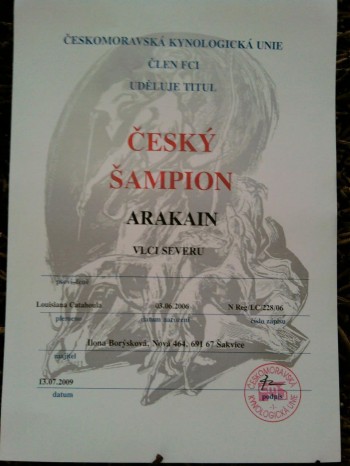 ČESKOMORAVSKÁ KYNOLOGICKÁ UNIE
ČLEN FCI
UDĚLUJE TITUL
ČESKÝ
ŠAMPION
ARAKAIN
VLCI SEVERU
Louisiana Catahoula 03.06.2006 N Reg/LC/228/06
plemeno datum narození číslo zápisu
Ilona Borýsková, Nová 464, 691 67 Šakvice
majitel
13.07.2009
datum podpis
ČESKOMORAVSKÁ
KYNOLOGICKÁ UNIE